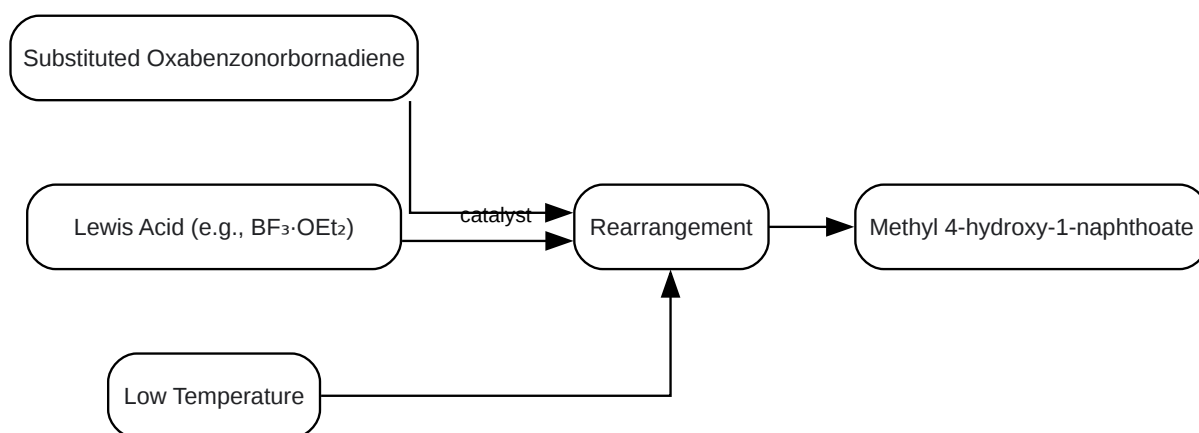 Substituted Oxabenzonorbornadiene
Lewis Acid (e.g., BF₃·OEt₂)
catalyst
Rearrangement
Methyl 4-hydroxy-1-naphthoate
Low Temperature